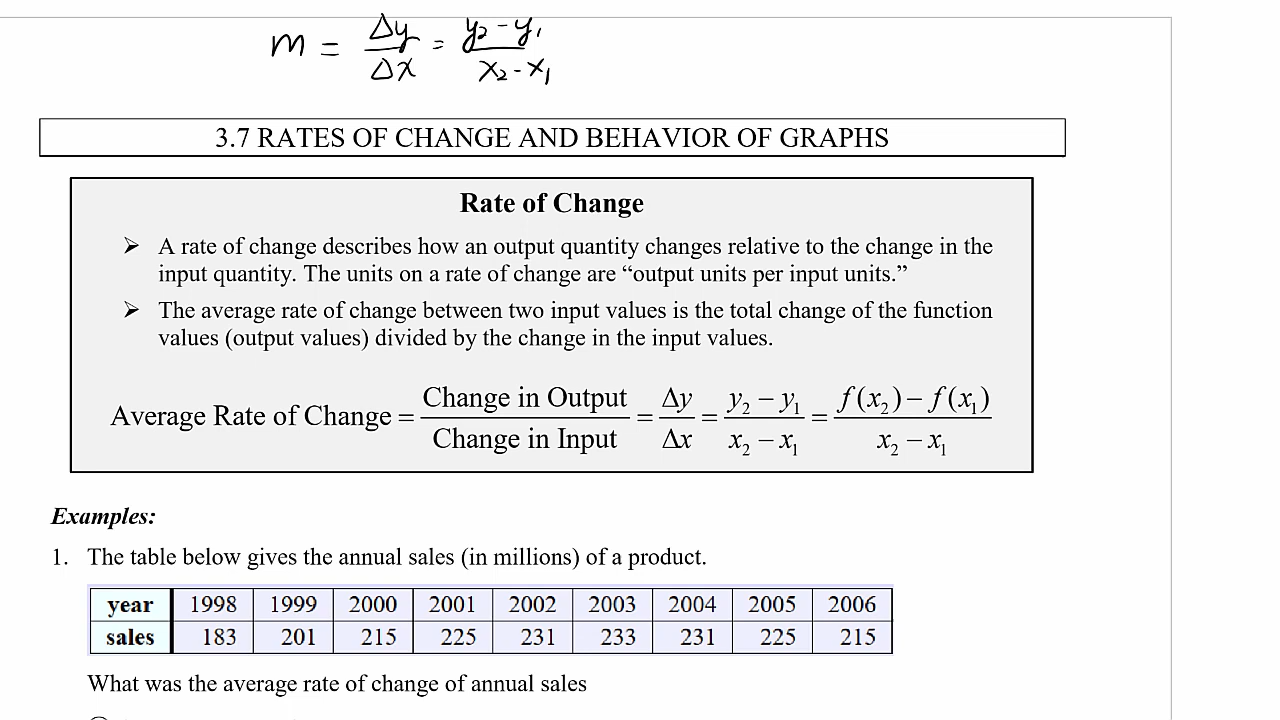 m = Δy/Δx = y₂-y₁/x₂-x₁
3.7 RATES OF CHANGE AND BEHAVIOR OF GRAPHS
Rate of Change
➢ A rate of change describes how an output quantity changes relative to the change in the
input quantity. The units on a rate of change are “output units per input units.”
➢ The average rate of change between two input values is the total change of the function
values (output values) divided by the change in the input values.
Average Rate of Change = Change in Output/Change in Input = Δy/Δx = y₂ − y₁/x₂ − x₁ = f(x₂) − f(x₁)/x₂ − x₁
Examples:
1. The table below gives the annual sales (in millions) of a product.
year 1998 1999 2000 2001 2002 2003 2004 2005 2006
sales 183 201 215 225 231 233 231 225 215
What was the average rate of change of annual sales